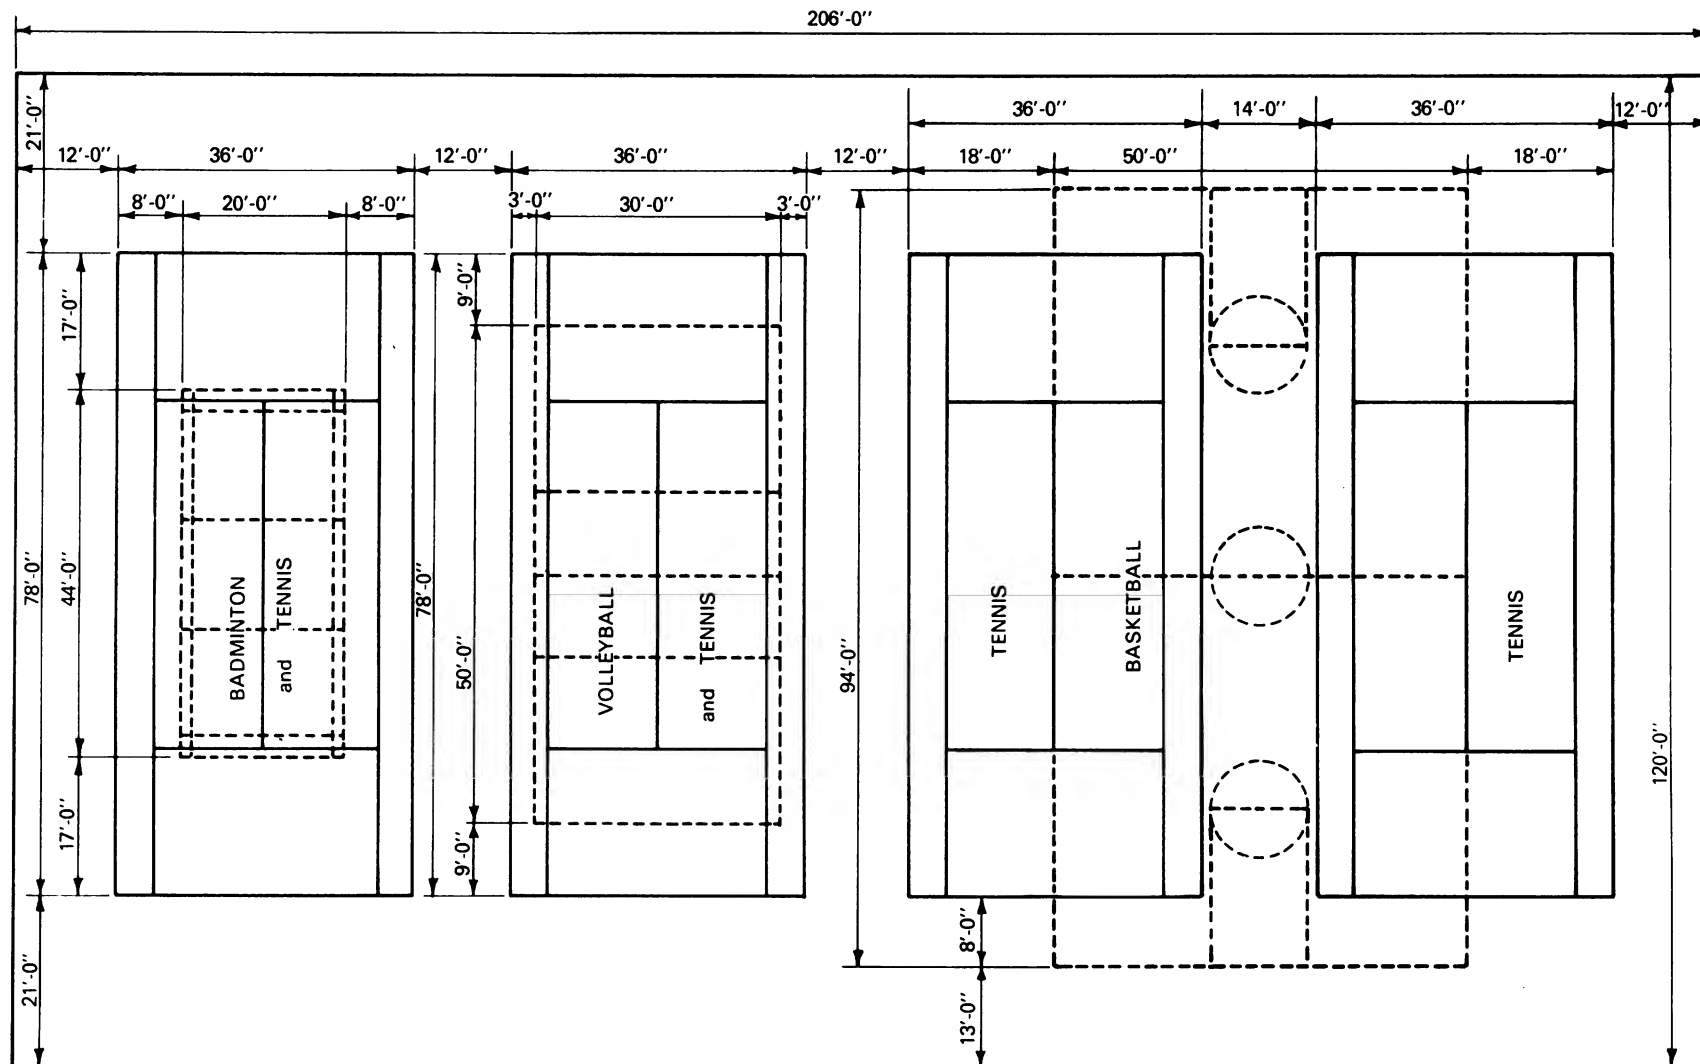 206'-0"
36'-0" 14'-0" 36'-0" 12'-0"
21'-0"
12'-0" 36'-0" 12'-0" 36'-0" 12'-0" 18'-0" 50'-0" 18'-0"
8'-0" 20'-0" 8'-0" 3'-0" 30'-0" 3'-0"
17'-0"
9'-0"
78'-0"
44'-0"
BADMINTON
and TENNIS
78'-0"
50'-0"
VOLLEYBALL
and TENNIS
94'-0"
TENNIS
BASKETBALL
TENNIS
120'-0"
17'-0"
9'-0"
8'-0"
21'-0"
13'-0"